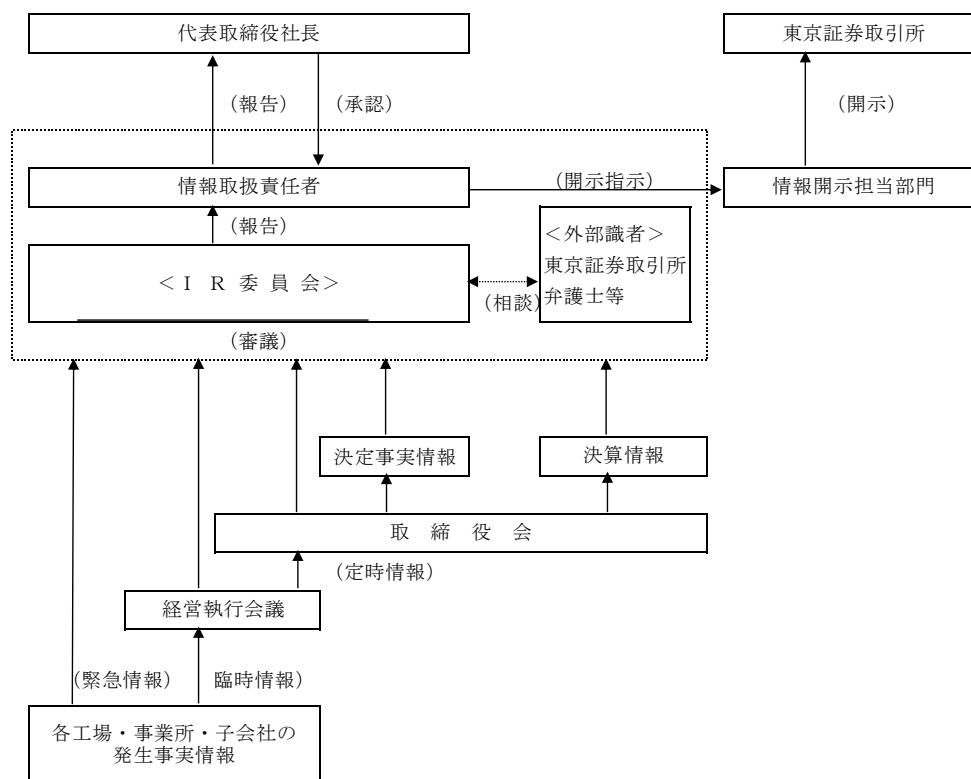 代表取締役社長
東京証券取引所
(報告)
(承認)
(開示)
情報取扱責任者
(開示指示)
情報開示担当部門
(報告)
<I R 委 員 会>
(相談)
<外部識者>
東京証券取引所
弁護士等
(審議)
決定事実情報
決算情報
取 締 役 会
(定時情報)
経営執行会議
(緊急情報)
臨時情報)
各工場・事業所・子会社の
発生事実情報